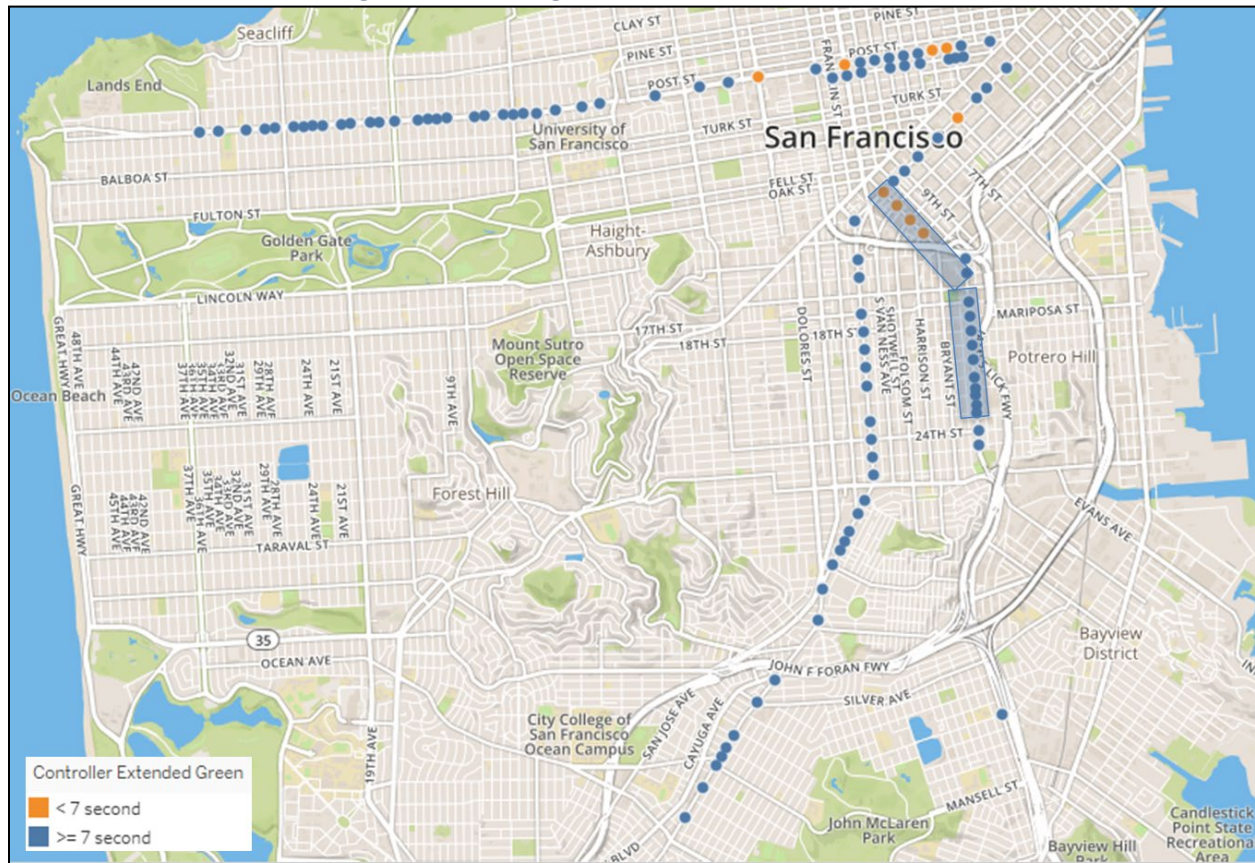 CLAY ST
PINE ST
Seacliff
PINE ST
POST ST
FRANKLIN ST
Lands End
POST ST
TURK ST
University of
San Francisco
TURK ST
San Francisco
BALBOA ST
FELL ST
OAK ST
9TH ST
7TH ST
FULTON ST
Golden Gate
Park
Haight-
Ashbury
LINCOLN WAY
GREAT HWY
48TH AVE
44TH AVE
43RD AVE
42ND AVE
37TH AVE
36TH AVE
35TH AVE
34TH AVE
33RD AVE
32ND AVE
31ST AVE
29TH AVE
28TH AVE
24TH AVE
21ST AVE
9TH AVE
17TH ST
18TH ST
Mount Sutro
Open Space
Reserve
DOLORES ST
18TH ST
S VAN NESS AVE
SHOTWELL ST
FOLSOM ST
HARRISON ST
BRYANT ST
LICK FWY
MARIPOSA ST
Potrero Hill
Ocean Beach
24TH ST
GREAT HWY
45TH AVE
44TH AVE
43RD AVE
42ND AVE
37TH AVE
36TH AVE
35TH AVE
34TH AVE
33RD AVE
32ND AVE
31ST AVE
29TH AVE
28TH AVE
24TH AVE
21ST AVE
Forest Hill
TARAVAL ST
EVANS AVE
35
OCEAN AVE
Bayview
District
JOHN F FORAN FWY
SILVER AVE
19TH AVE
City College of
San Francisco
Ocean Campus
SAN JOSE AVE
CAYUGA AVE
MANSELL ST
John McLaren
Park
BLVD
Candlestick
Point State
Recreational
Area
Bayview Hill
Controller Extended Green
< 7 second
>= 7 second